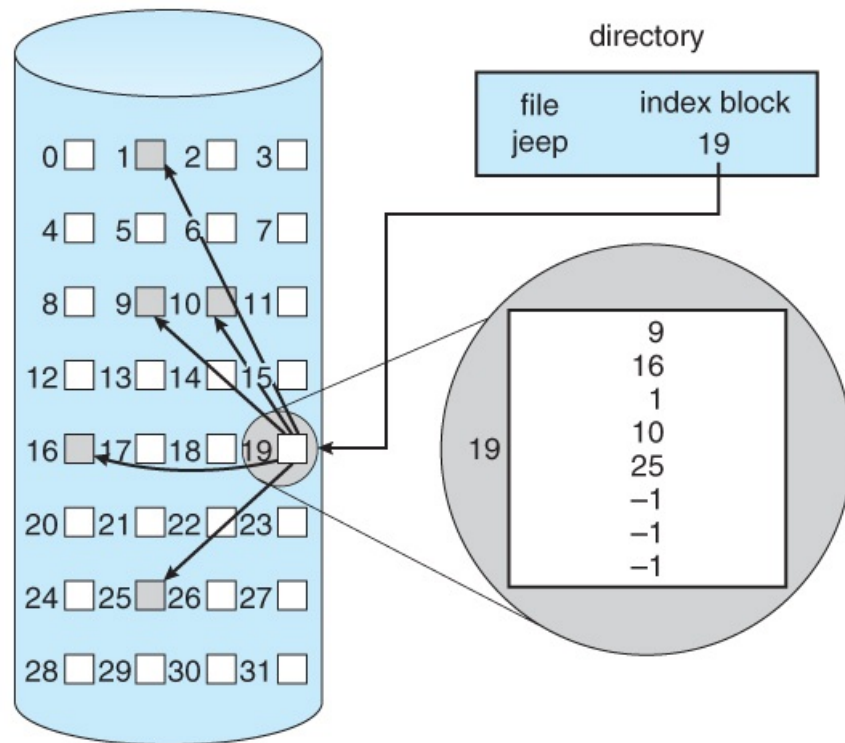 directory
file index block
jeep 19
0 1 2 3
4 5 6 7
8 9 10 11
12 13 14 15
16 17 18 19
20 21 22 23
24 25 26 27
28 29 30 31
19
9
16
1
10
25
–1
–1
–1